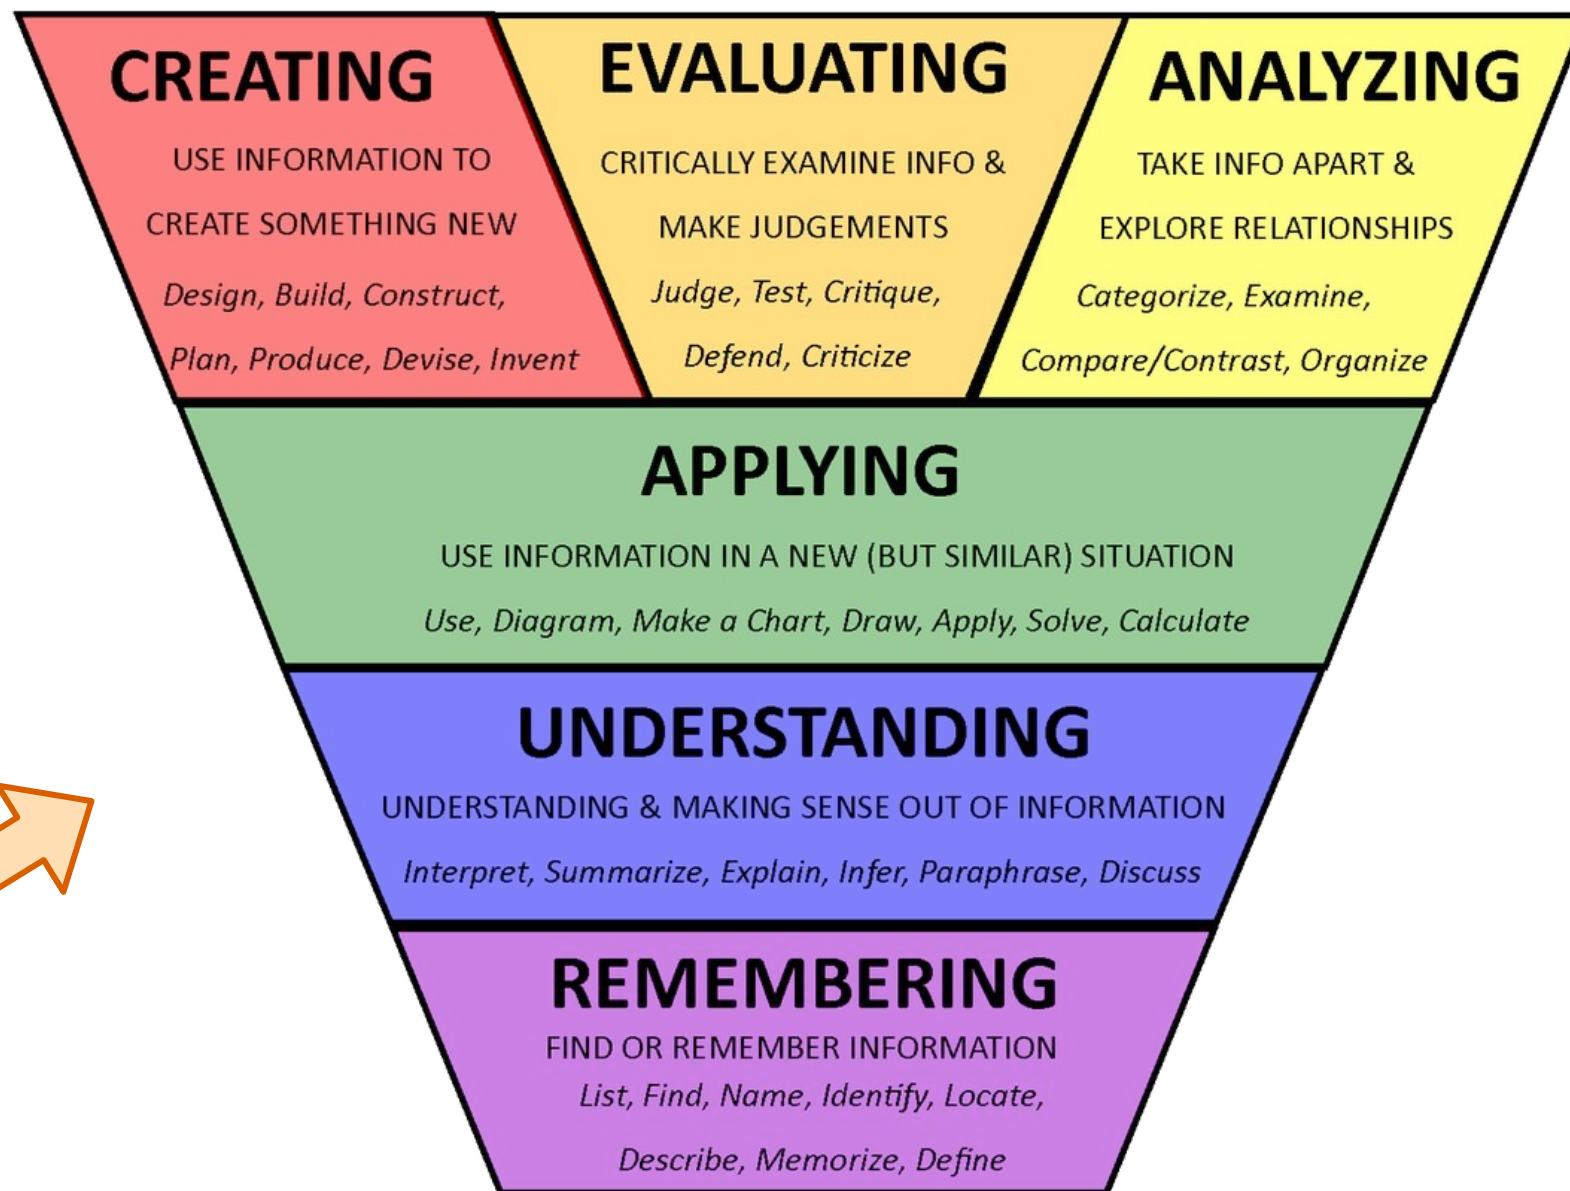 CREATING
USE INFORMATION TO
CREATE SOMETHING NEW
Design, Build, Construct,
Plan, Produce, Devise, Invent
EVALUATING
CRITICALLY EXAMINE INFO &
MAKE JUDGEMENTS
Judge, Test, Critique,
Defend, Criticize
ANALYZING
TAKE INFO APART &
EXPLORE RELATIONSHIPS
Categorize, Examine,
Compare/Contrast, Organize
APPLYING
USE INFORMATION IN A NEW (BUT SIMILAR) SITUATION
Use, Diagram, Make a Chart, Draw, Apply, Solve, Calculate
UNDERSTANDING
UNDERSTANDING & MAKING SENSE OUT OF INFORMATION
Interpret, Summarize, Explain, Infer, Paraphrase, Discuss
REMEMBERING
FIND OR REMEMBER INFORMATION
List, Find, Name, Identify, Locate,
Describe, Memorize, Define